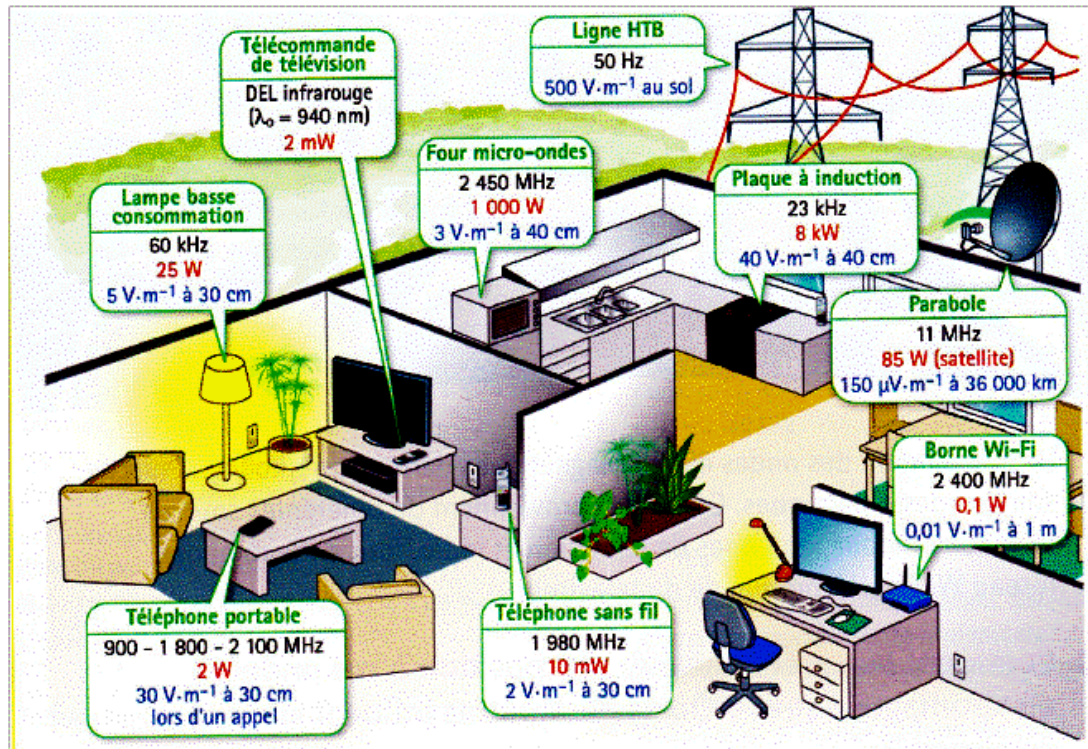 Télécommande
de télévision
DEL infrarouge
(λ₀ = 940 nm)
2 mW
Ligne HTB
50 Hz
500 V·m⁻¹ au sol
Four micro-ondes
2 450 MHz
1 000 W
3 V·m⁻¹ à 40 cm
Plaque à induction
23 kHz
8 kW
40 V·m⁻¹ à 40 cm
Lampe basse
consommation
60 kHz
25 W
5 V·m⁻¹ à 30 cm
Parabole
11 MHz
85 W (satellite)
150 µV·m⁻¹ à 36 000 km
Borne Wi-Fi
2 400 MHz
0,1 W
0,01 V·m⁻¹ à 1 m
Téléphone portable
900 – 1 800 – 2 100 MHz
2 W
30 V·m⁻¹ à 30 cm
lors d'un appel
Téléphone sans fil
1 980 MHz
10 mW
2 V·m⁻¹ à 30 cm